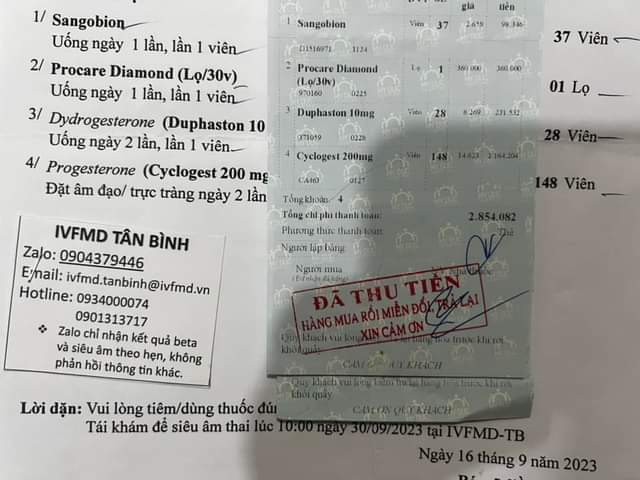 1/ Sangobion
Uống ngày 1 lần, lần 1 viên
2/ Procare Diamond (Lọ/30v)
Uống ngày 1 lần, lần 1 viên
3/ Dydrogesterone (Duphaston 10
Uống ngày 2 lần, lần 1 viên
4/ Progesterone (Cyclogest 200 mg
Đặt âm đạo/ trực tràng ngày 2 lần
giá tiền
1 Sangobion Viên 37 2.658 98.346
D1516971 1124
2 Procare Diamond Lọ 1 360.000 360.000
(Lọ/30v)
970160 0225
3 Duphaston 10mg Viên 28 8.269 231.532
371059 0228
4 Cyclogest 200mg Viên 148 14.623 2.164.204
CA460 0127
Tổng khoản 4
Tổng chi phí thanh toán: 2.854.082
Phương thức thanh toán: Thẻ
Người lập bảng
Người mua
ĐÃ THU TIỀN
HÀNG MUA RỒI MIỄN ĐỔI, TRẢ LẠI
XIN CẢM ƠN
Quý khách vui lòng kiểm tra lại hàng hóa trước khi rời
khỏi quầy.
CẢM ƠN QUÝ KHÁCH
Quý khách vui lòng kiểm tra lại hàng hóa trước khi rời
khỏi quầy.
CẢM ƠN QUÝ KHÁCH
37 Viên
01 Lọ
28 Viên
148 Viên
IVFMD TÂN BÌNH
Zalo: 0904379446
Email: ivfmd.tanbinh@ivfmd.vn
Hotline: 0934000074
0901313717
❖ Zalo chỉ nhận kết quả beta
và siêu âm theo hẹn, không
phản hồi thông tin khác.
Lời dặn: Vui lòng tiêm/dùng thuốc
Tái khám để siêu âm thai lúc 10:00 ngày 30/09/2023 tại IVFMD-TB
Ngày 16 tháng 9 năm 2023